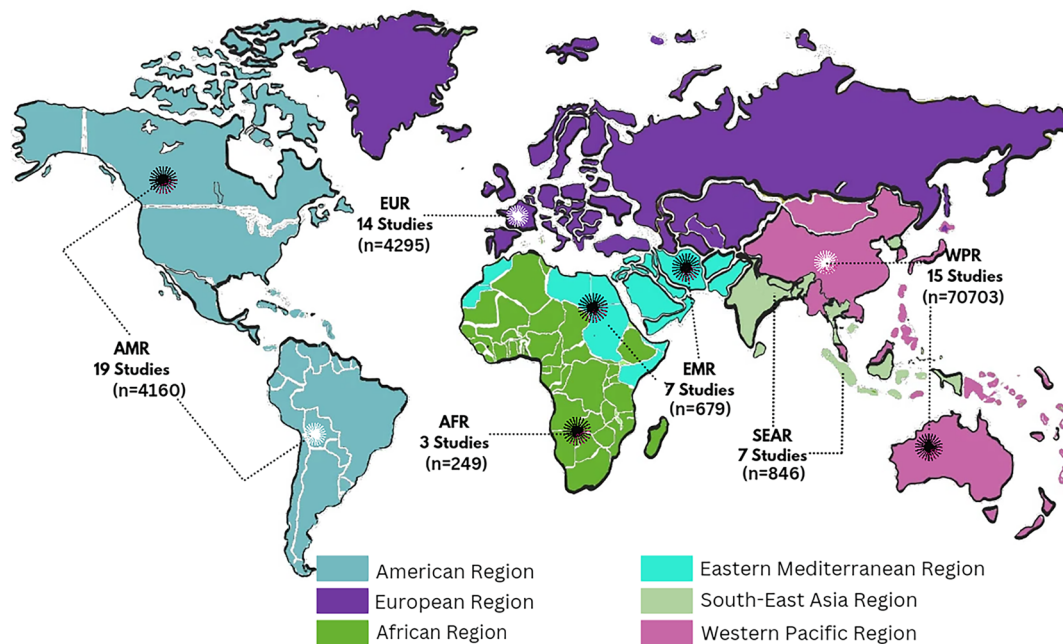 EUR
14 Studies
(n=4295)
WPR
15 Studies
(n=70703)
AMR
19 Studies
(n=4160)
EMR
7 Studies
(n=679)
AFR
3 Studies
(n=249)
SEAR
7 Studies
(n=846)
American Region
European Region
African Region
Eastern Mediterranean Region
South-East Asia Region
Western Pacific Region